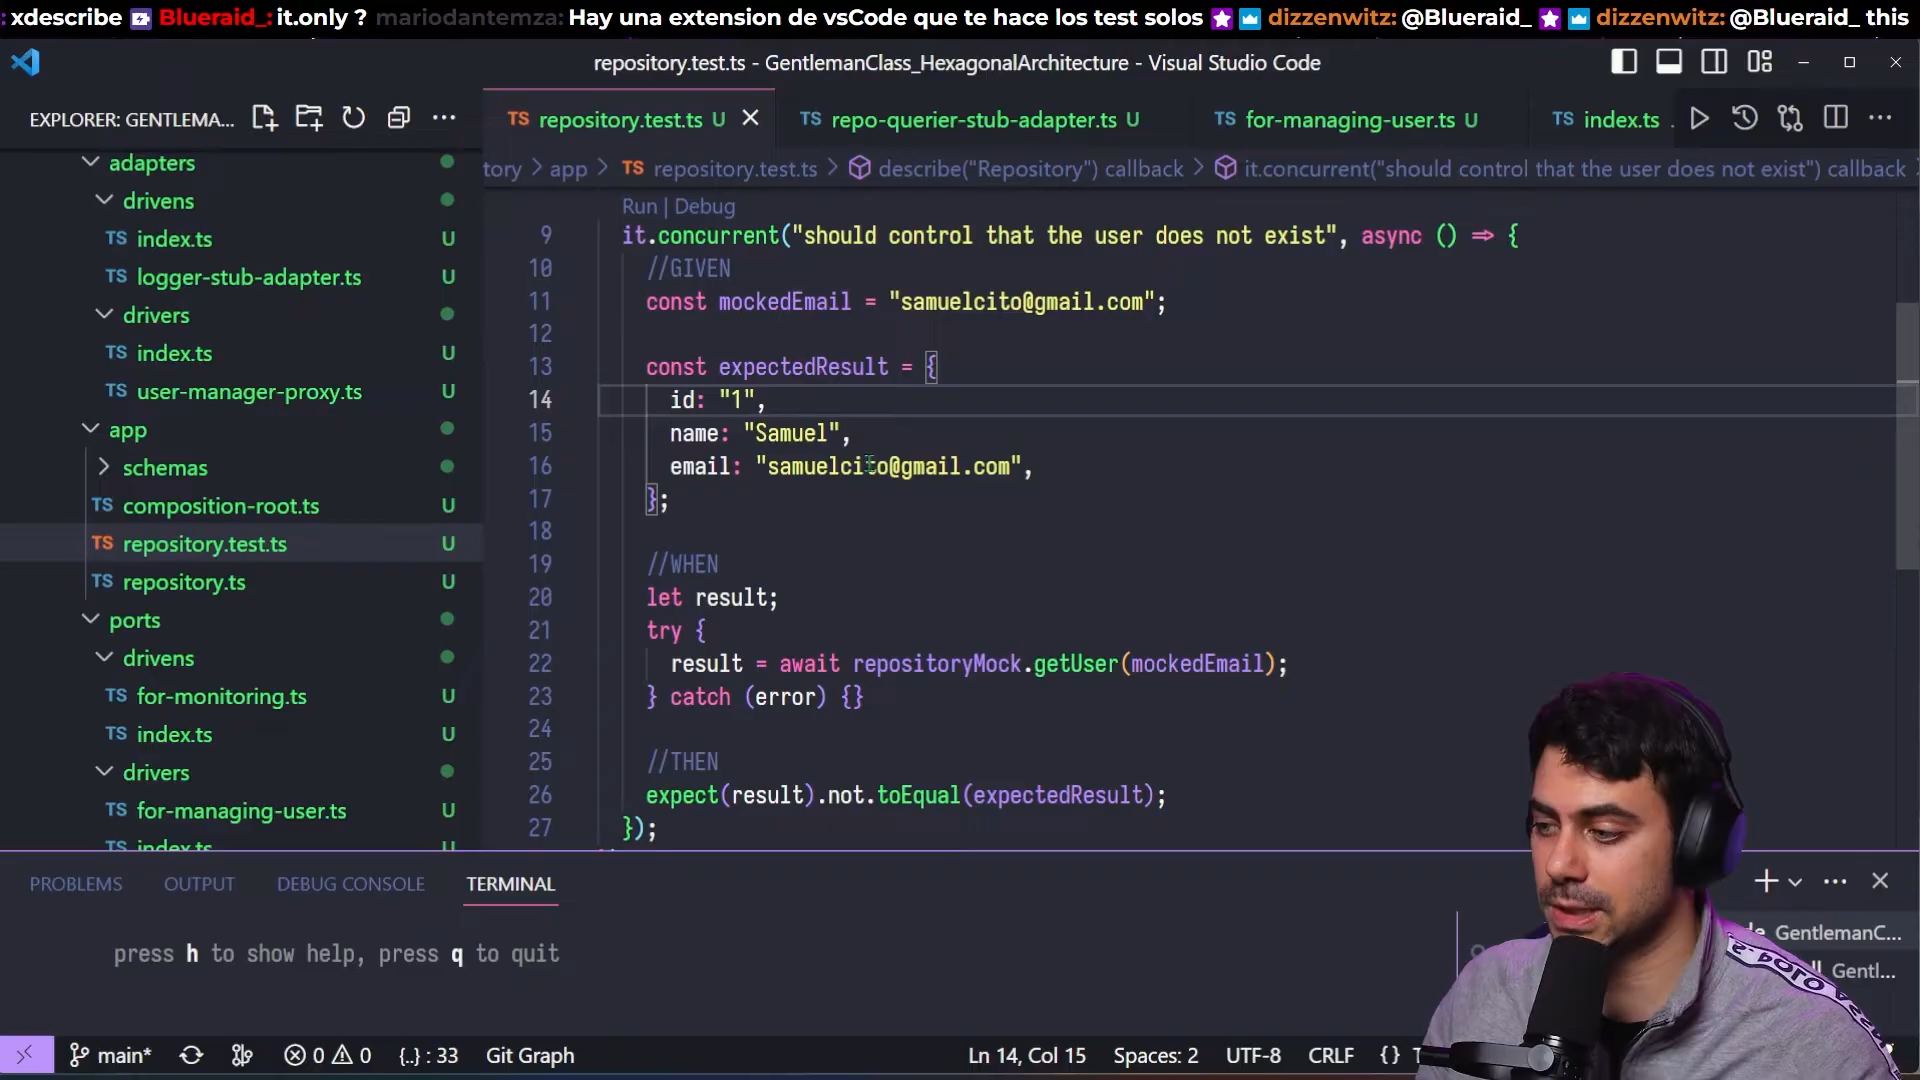 xdescribe Blueraid_: it.only ? mariodantemza: Hay una extension de vsCode que te hace los test solos dizzenwitz: @Blueraid_ dizzenwitz: @Blueraid_ this
repository.test.ts - GentlemanClass_HexagonalArchitecture - Visual Studio Code
EXPLORER: GENTLEMA...
repository.test.ts U
repo-querier-stub-adapter.ts U
for-managing-user.ts U
index.ts
tory > app > TS repository.test.ts > describe("Repository") callback > it.concurrent("should control that the user does not exist") callback
adapters
drivens
TS index.ts U
TS logger-stub-adapter.ts U
drivers
TS index.ts U
TS user-manager-proxy.ts U
app
schemas
TS composition-root.ts U
TS repository.test.ts U
TS repository.ts U
ports
drivens
TS for-monitoring.ts U
TS index.ts U
drivers
TS for-managing-user.ts U
TS index.ts U
Run | Debug
9 it.concurrent("should control that the user does not exist", async () ⇒ {
10 //GIVEN
11 const mockedEmail = "samuelcito@gmail.com";
12
13 const expectedResult = {
14 id: "1",
15 name: "Samuel",
16 email: "samuelcito@gmail.com",
17 };
18
19 //WHEN
20 let result;
21 try {
22 result = await repositoryMock.getUser(mockedEmail);
23 } catch (error) {}
24
25 //THEN
26 expect(result).not.toEqual(expectedResult);
27 });
PROBLEMS OUTPUT DEBUG CONSOLE TERMINAL
press h to show help, press q to quit
GentlemanC...
Gentl...
main* 0 0 {..} : 33 Git Graph Ln 14, Col 15 Spaces: 2 UTF-8 CRLF {}